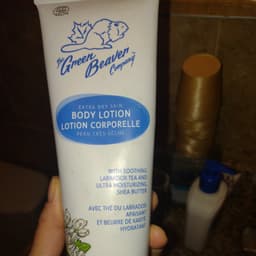 The
Green Beaver
Company
EXTRA DRY SKIN
BODY LOTION
LOTION CORPORELLE
PEAU TRÈS SÈCHE
WITH SOOTHING
LABRADOR TEA AND
ULTRA MOISTURIZING
SHEA BUTTER
AVEC THÉ DU LABRADOR
APAISANT
ET BEURRE DE KARITÉ
HYDRATANT